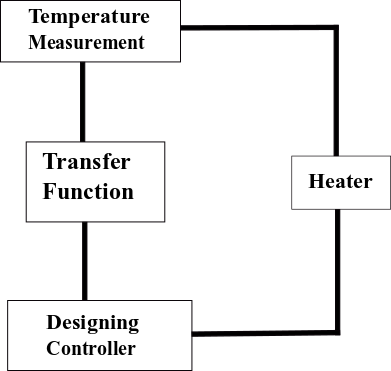 Temperature
Measurement
Transfer
Function
Heater
Designing
Controller